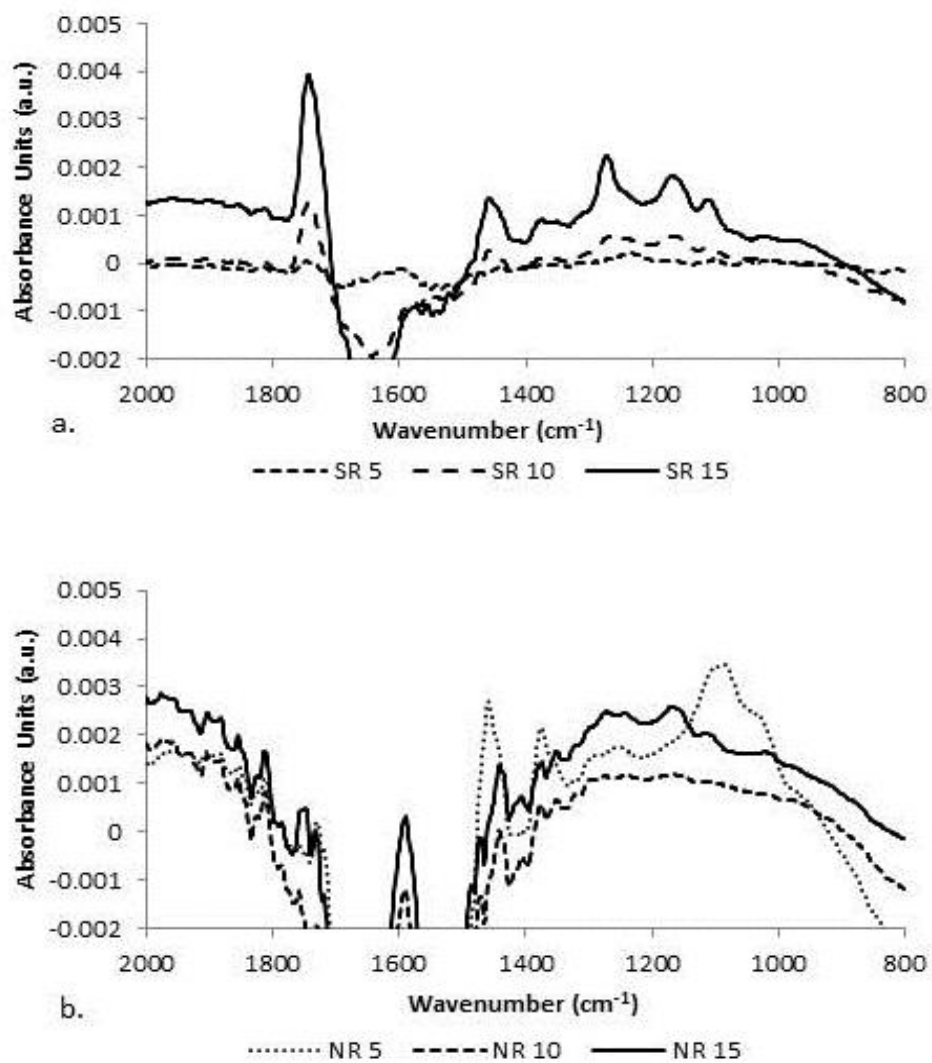 0.005
0.004
0.003
0.002
0.001
0
-0.001
-0.002
Absorbance Units (a.u.)
2000 1800 1600 1400 1200 1000 800
a.
Wavenumber (cm⁻¹)
SR 5 SR 10 SR 15
0.005
0.004
0.003
0.002
0.001
0
-0.001
-0.002
Absorbance Units (a.u.)
2000 1800 1600 1400 1200 1000 800
b.
Wavenumber (cm⁻¹)
NR 5 NR 10 NR 15